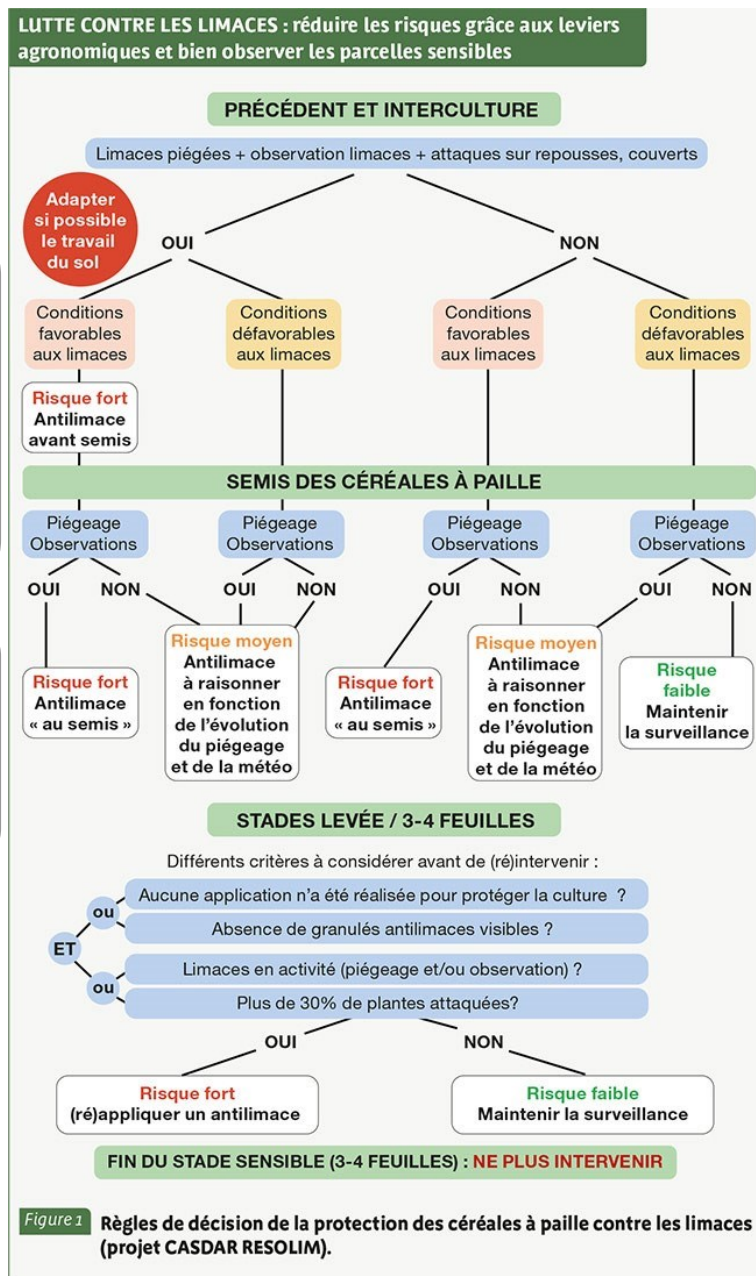 LUTTE CONTRE LES LIMACES : réduire les risques grâce aux leviers
agronomiques et bien observer les parcelles sensibles
PRÉCÉDENT ET INTERCULTURE
Limaces piégées + observation limaces + attaques sur repousses, couverts
Adapter
si possible
le travail
du sol
OUI
NON
Conditions
favorables
aux limaces
Conditions
défavorables
aux limaces
Conditions
favorables
aux limaces
Conditions
défavorables
aux limaces
Risque fort
Antilimace
avant semis
SEMIS DES CÉRÉALES À PAILLE
Piégeage
Observations
Piégeage
Observations
Piégeage
Observations
Piégeage
Observations
OUI
NON
OUI
NON
OUI
NON
OUI
NON
Risque fort
Antilimace
« au semis »
Risque moyen
Antilimace
à raisonner
en fonction
de l'évolution
du piégeage
et de la météo
Risque fort
Antilimace
« au semis »
Risque moyen
Antilimace
à raisonner
en fonction
de l'évolution
du piégeage
et de la météo
Risque
faible
Maintenir
la surveillance
STADES LEVÉE / 3-4 FEUILLES
Différents critères à considérer avant de (ré)intervenir :
Aucune application n'a été réalisée pour protéger la culture ?
ou
Absence de granulés antilimaces visibles ?
ET
Limaces en activité (piégeage et/ou observation) ?
ou
Plus de 30% de plantes attaquées?
OUI
NON
Risque fort
(ré)appliquer un antilimace
Risque faible
Maintenir la surveillance
FIN DU STADE SENSIBLE (3-4 FEUILLES) : NE PLUS INTERVENIR
Figure 1 Règles de décision de la protection des céréales à paille contre les limaces
(projet CASDAR RESOLIM).